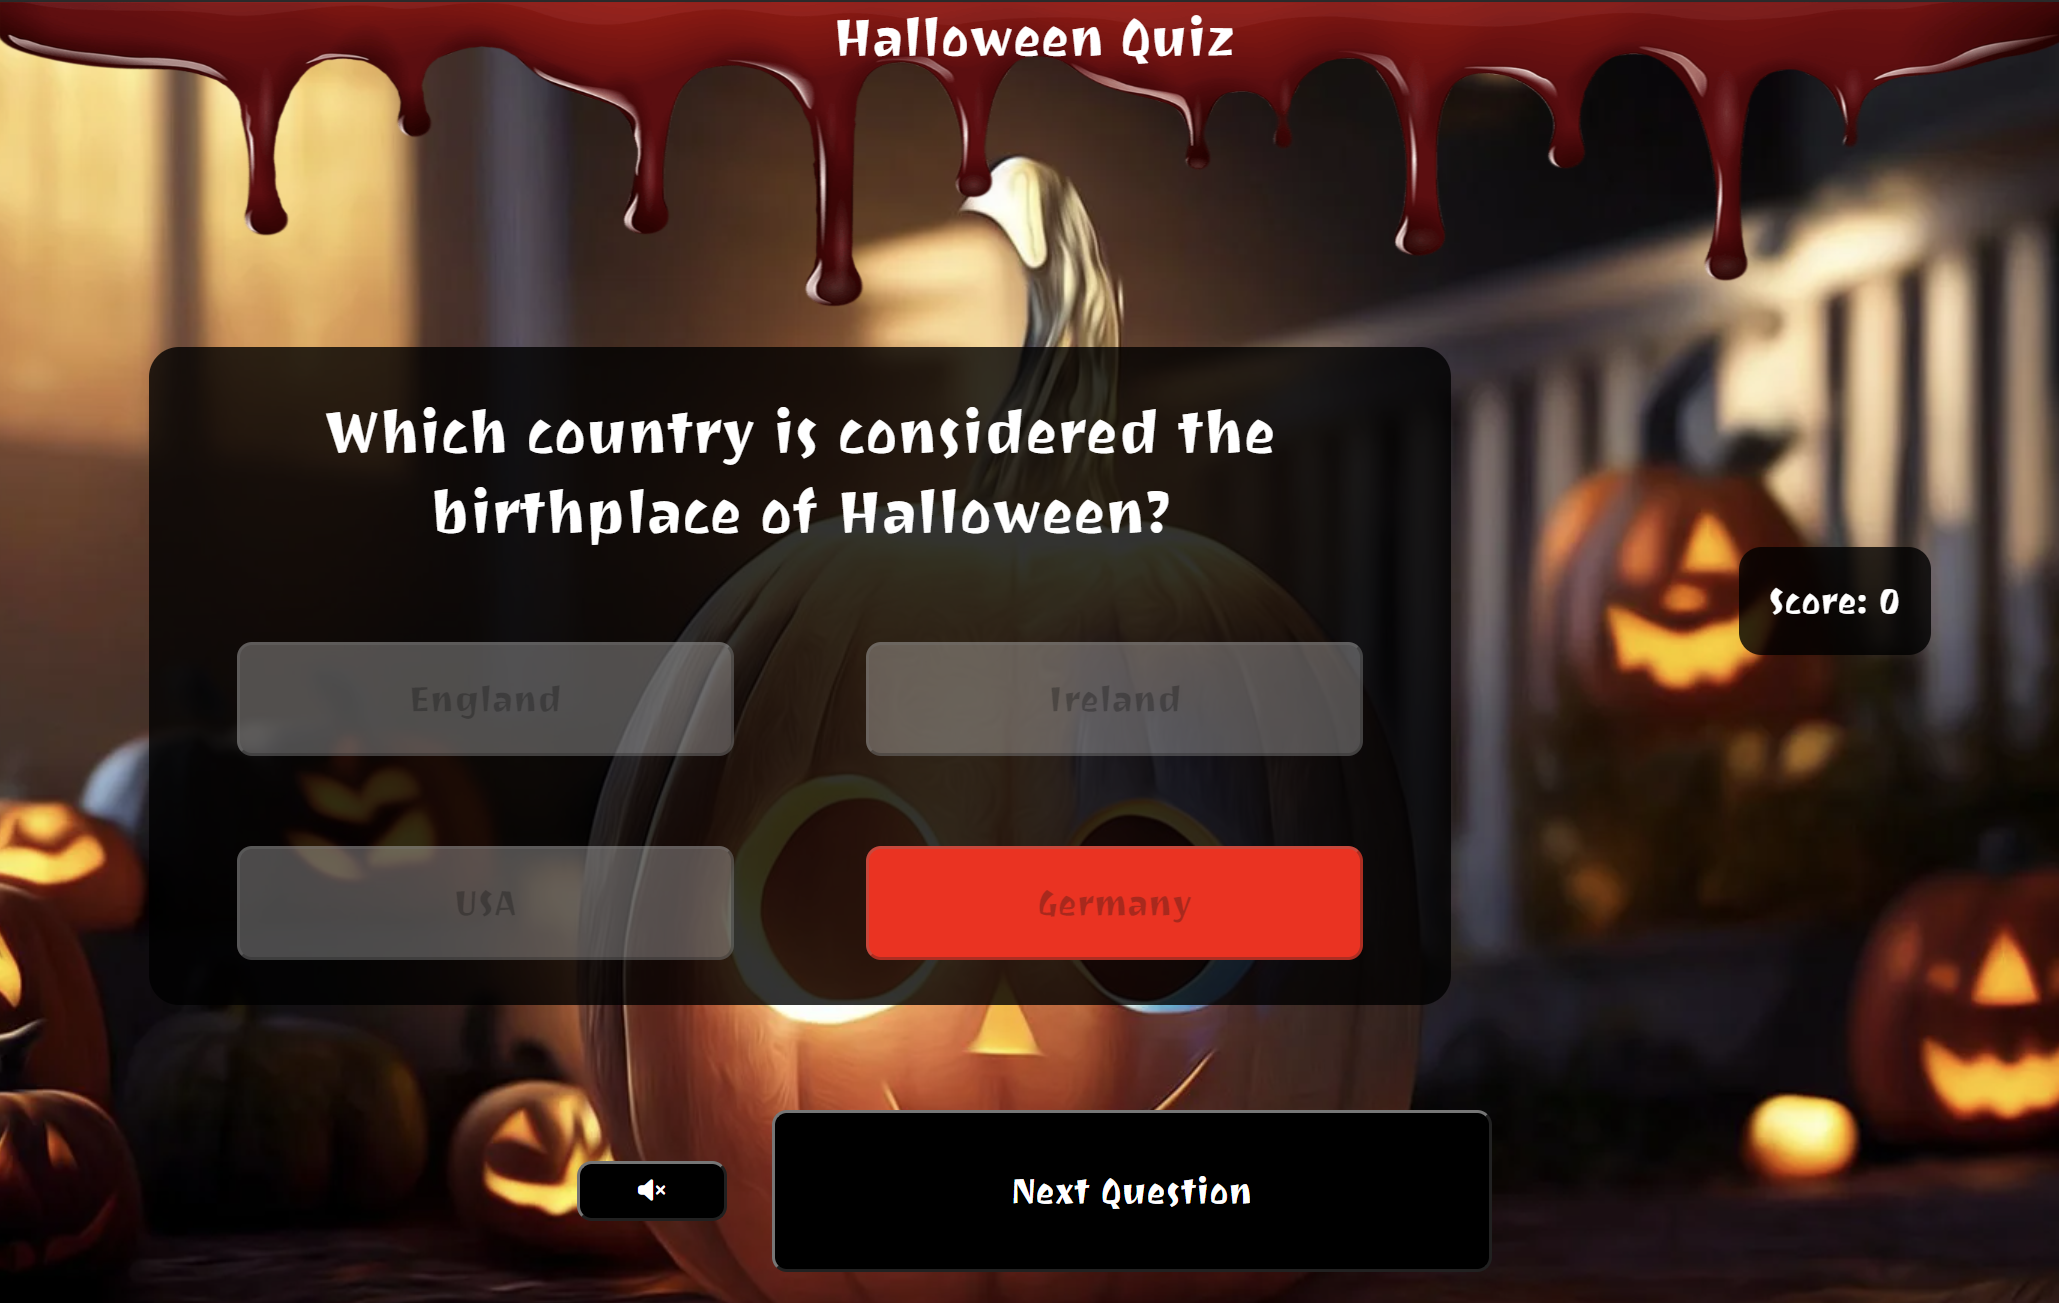 Halloween Quiz
Which country is considered the
birthplace of Halloween?
England
Ireland
Score: 0
USA
Germany
Next Question